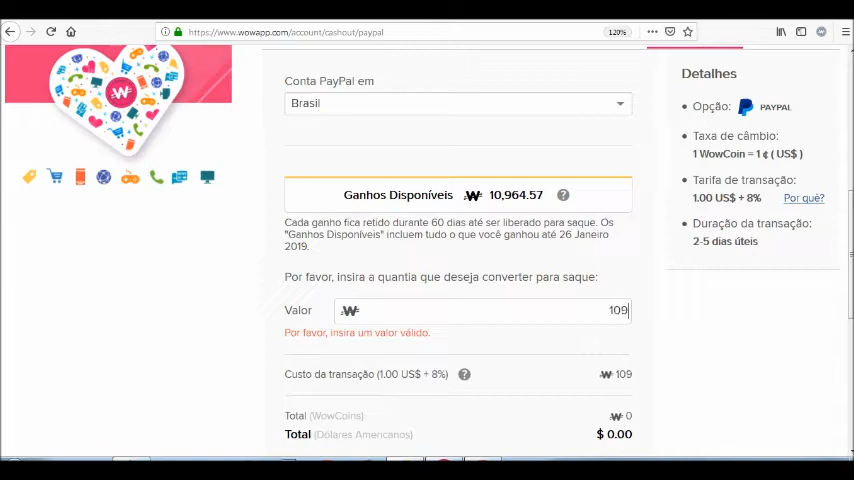 https://www.wowapp.com/account/cashout/paypal
120%
Conta PayPal em
Brasil
Ganhos Disponíveis W 10,964.57 ?
Cada ganho fica retido durante 60 dias até ser liberado para saque. Os
"Ganhos Disponíveis" incluem tudo o que você ganhou até 26 Janeiro
2019.
Por favor, insira a quantia que deseja converter para saque:
Valor W 109
Por favor, insira um valor válido.
Custo da transação (1.00 US$ + 8%) ? W 109
Total (WowCoins) W 0
Total (Dólares Americanos) $ 0.00
Detalhes
• Opção: PAYPAL
• Taxa de câmbio:
1 WowCoin = 1 ¢ ( US$ )
• Tarifa de transação:
1.00 US$ + 8% Por quê?
• Duração da transação:
2-5 dias úteis